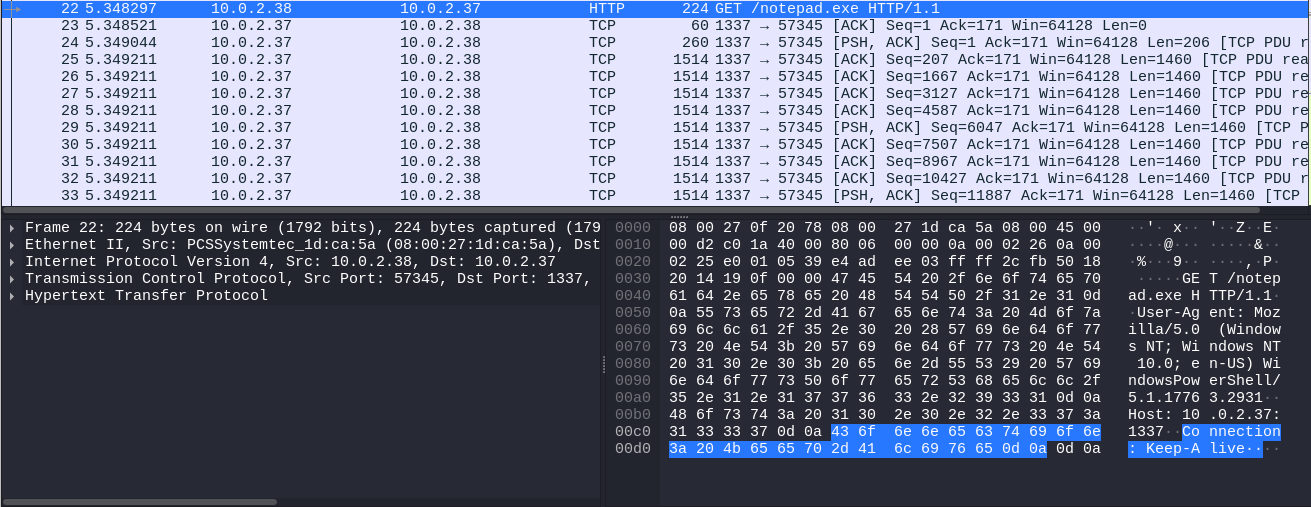 22 5.348297 10.0.2.38 10.0.2.37 HTTP 224 GET /notepad.exe HTTP/1.1
23 5.348521 10.0.2.37 10.0.2.38 TCP 60 1337 → 57345 [ACK] Seq=1 Ack=171 Win=64128 Len=0
24 5.349044 10.0.2.37 10.0.2.38 TCP 260 1337 → 57345 [PSH, ACK] Seq=1 Ack=171 Win=64128 Len=206 [TCP PDU r
25 5.349211 10.0.2.37 10.0.2.38 TCP 1514 1337 → 57345 [ACK] Seq=207 Ack=171 Win=64128 Len=1460 [TCP PDU rea
26 5.349211 10.0.2.37 10.0.2.38 TCP 1514 1337 → 57345 [ACK] Seq=1667 Ack=171 Win=64128 Len=1460 [TCP PDU re
27 5.349211 10.0.2.37 10.0.2.38 TCP 1514 1337 → 57345 [ACK] Seq=3127 Ack=171 Win=64128 Len=1460 [TCP PDU re
28 5.349211 10.0.2.37 10.0.2.38 TCP 1514 1337 → 57345 [ACK] Seq=4587 Ack=171 Win=64128 Len=1460 [TCP PDU re
29 5.349211 10.0.2.37 10.0.2.38 TCP 1514 1337 → 57345 [PSH, ACK] Seq=6047 Ack=171 Win=64128 Len=1460 [TCP P
30 5.349211 10.0.2.37 10.0.2.38 TCP 1514 1337 → 57345 [ACK] Seq=7507 Ack=171 Win=64128 Len=1460 [TCP PDU re
31 5.349211 10.0.2.37 10.0.2.38 TCP 1514 1337 → 57345 [ACK] Seq=8967 Ack=171 Win=64128 Len=1460 [TCP PDU re
32 5.349211 10.0.2.37 10.0.2.38 TCP 1514 1337 → 57345 [ACK] Seq=10427 Ack=171 Win=64128 Len=1460 [TCP PDU r
33 5.349211 10.0.2.37 10.0.2.38 TCP 1514 1337 → 57345 [PSH, ACK] Seq=11887 Ack=171 Win=64128 Len=1460 [TCP
Frame 22: 224 bytes on wire (1792 bits), 224 bytes captured (179
Ethernet II, Src: PCSSystemtec_1d:ca:5a (08:00:27:1d:ca:5a), Dst
Internet Protocol Version 4, Src: 10.0.2.38, Dst: 10.0.2.37
Transmission Control Protocol, Src Port: 57345, Dst Port: 1337,
Hypertext Transfer Protocol
0000 08 00 27 0f 20 78 08 00 27 1d ca 5a 08 00 45 00 ··'· x·· '··Z··E·
0010 00 d2 c0 1a 40 00 80 06 00 00 0a 00 02 26 0a 00 ····@··· ·····&··
0020 02 25 e0 01 05 39 e4 ad ee 03 ff ff 2c fb 50 18 ·%···9·· ····,·P·
0030 20 14 19 0f 00 00 47 45 54 20 2f 6e 6f 74 65 70 ·····GE T /notep
0040 61 64 2e 65 78 65 20 48 54 54 50 2f 31 2e 31 0d ad.exe H TTP/1.1·
0050 0a 55 73 65 72 2d 41 67 65 6e 74 3a 20 4d 6f 7a ·User-Ag ent: Moz
0060 69 6c 6c 61 2f 35 2e 30 20 28 57 69 6e 64 6f 77 illa/5.0 (Window
0070 73 20 4e 54 3b 20 57 69 6e 64 6f 77 73 20 4e 54 s NT; Wi ndows NT
0080 20 31 30 2e 30 3b 20 65 6e 2d 55 53 29 20 57 69 10.0; e n-US) Wi
0090 6e 64 6f 77 73 50 6f 77 65 72 53 68 65 6c 6c 2f ndowsPow erShell/
00a0 35 2e 31 2e 31 37 37 36 33 2e 32 39 33 31 0d 0a 5.1.1776 3.2931··
00b0 48 6f 73 74 3a 20 31 30 2e 30 2e 32 2e 33 37 3a Host: 10 .0.2.37:
00c0 31 33 33 37 0d 0a 43 6f 6e 6e 65 63 74 69 6f 6e 1337··Co nnection
00d0 3a 20 4b 65 65 70 2d 41 6c 69 76 65 0d 0a 0d 0a : Keep-A live····